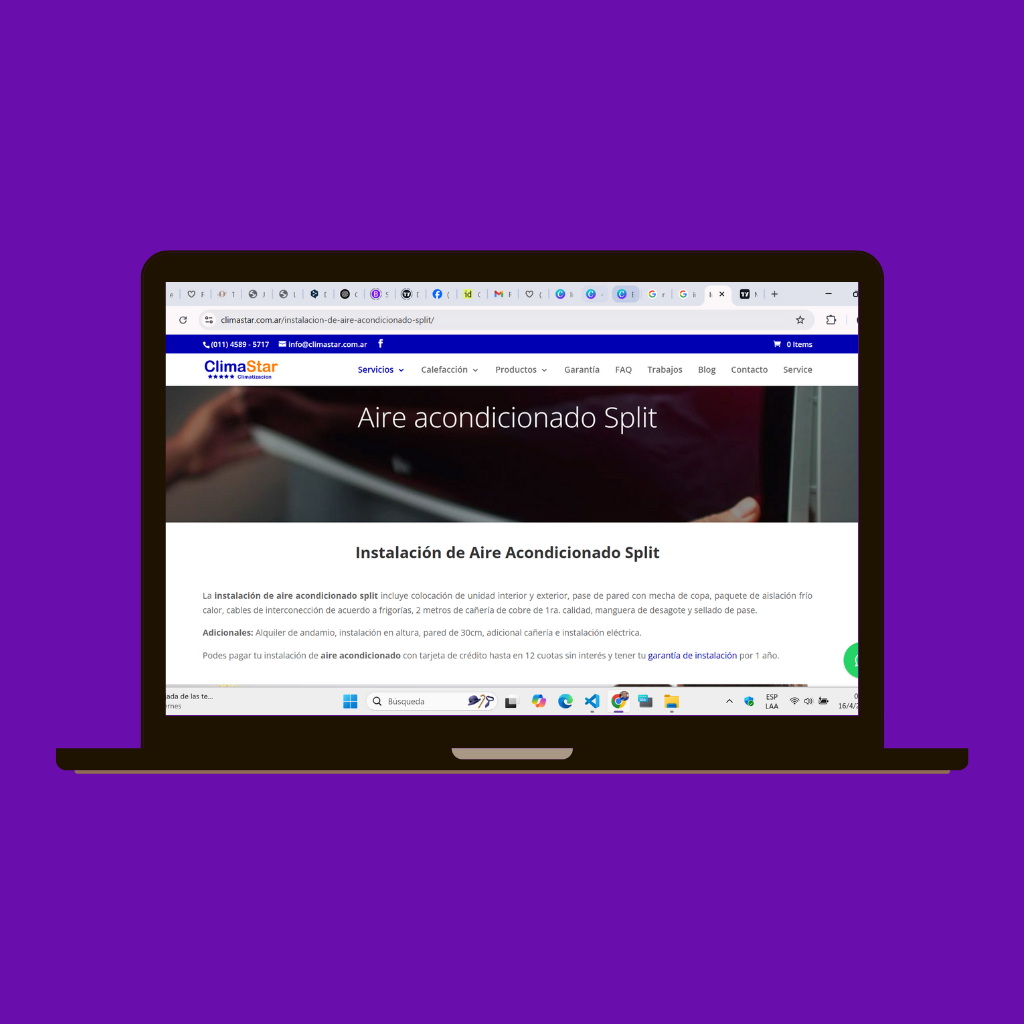 climastar.com.ar/instalacion-de-aire-acondicionado-split/
(011) 4589 - 5717 info@climastar.com.ar 0 Items
ClimaStar
Climatizacion
Servicios Calefacción Productos Garantía FAQ Trabajos Blog Contacto Service
Aire acondicionado Split
Instalación de Aire Acondicionado Split
La instalación de aire acondicionado split incluye colocación de unidad interior y exterior, pase de pared con mecha de copa, paquete de aislación frío
calor, cables de interconección de acuerdo a frigorías, 2 metros de cañería de cobre de 1ra. calidad, manguera de desagote y sellado de pase.
Adicionales: Alquiler de andamio, instalación en altura, pared de 30cm, adicional cañería e instalación eléctrica.
Podes pagar tu instalación de aire acondicionado con tarjeta de crédito hasta en 12 cuotas sin interés y tener tu garantía de instalación por 1 año.
ada de las te...
Búsqueda
ESP
LAA
16/4/